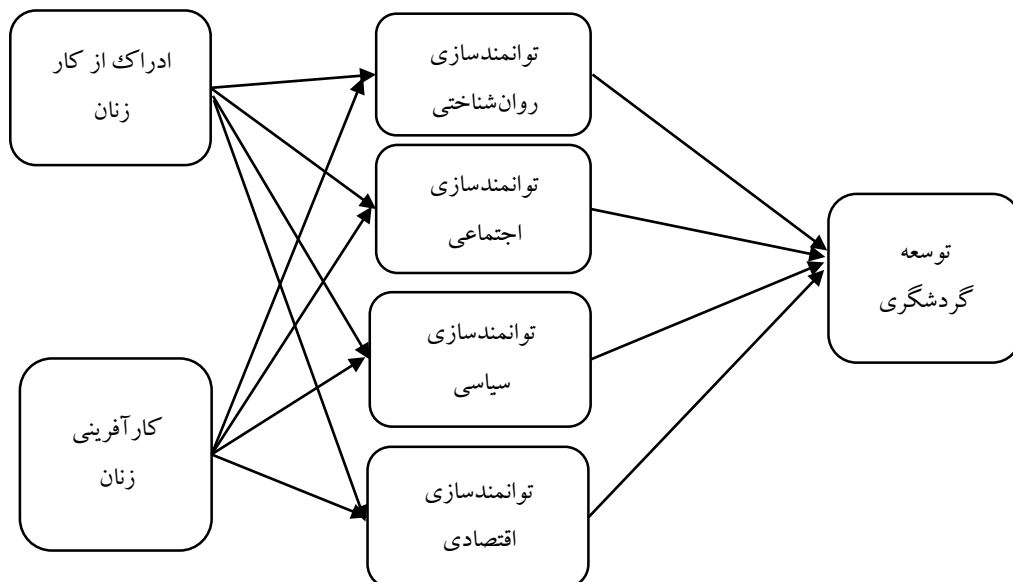 ادراک از کار
زنان
کارآفرینی
زنان
توانمندسازی
روان‌شناختی
توانمندسازی
اجتماعی
توانمندسازی
سیاسی
توانمندسازی
اقتصادی
توسعه
گردشگری